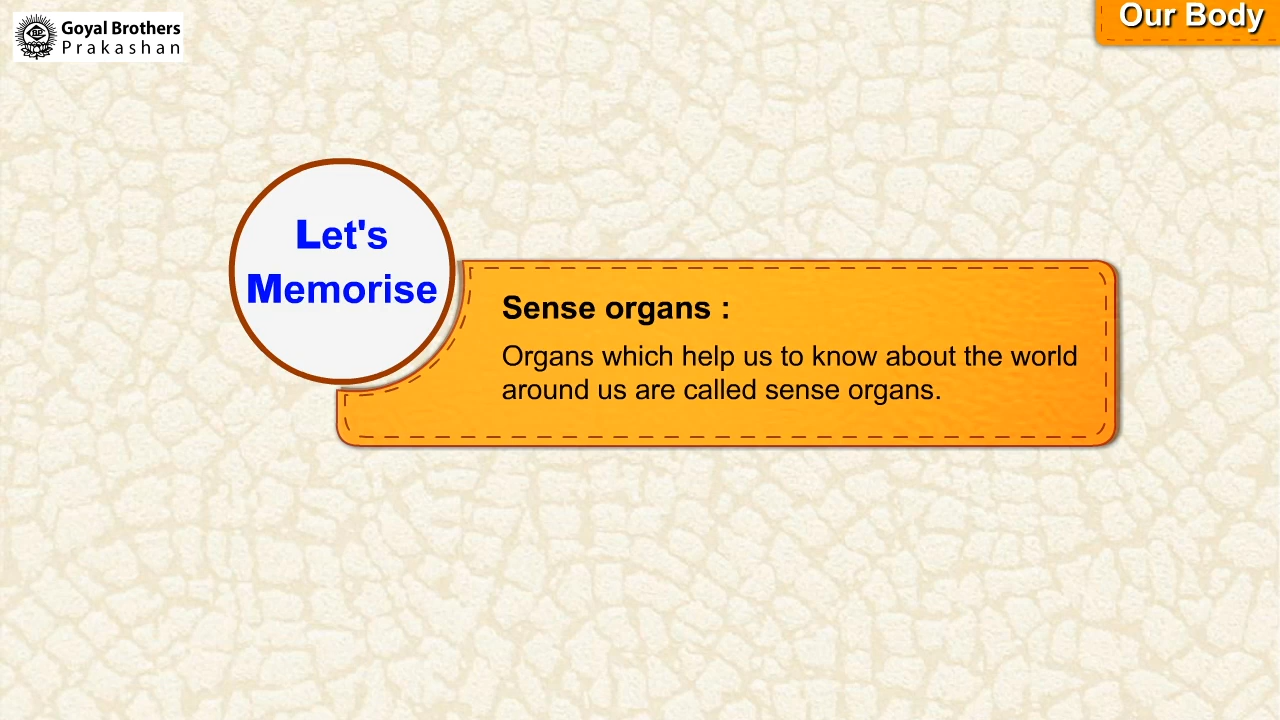 Goyal Brothers
Prakashan
Our Body
Let's
Memorise
Sense organs :
Organs which help us to know about the world
around us are called sense organs.